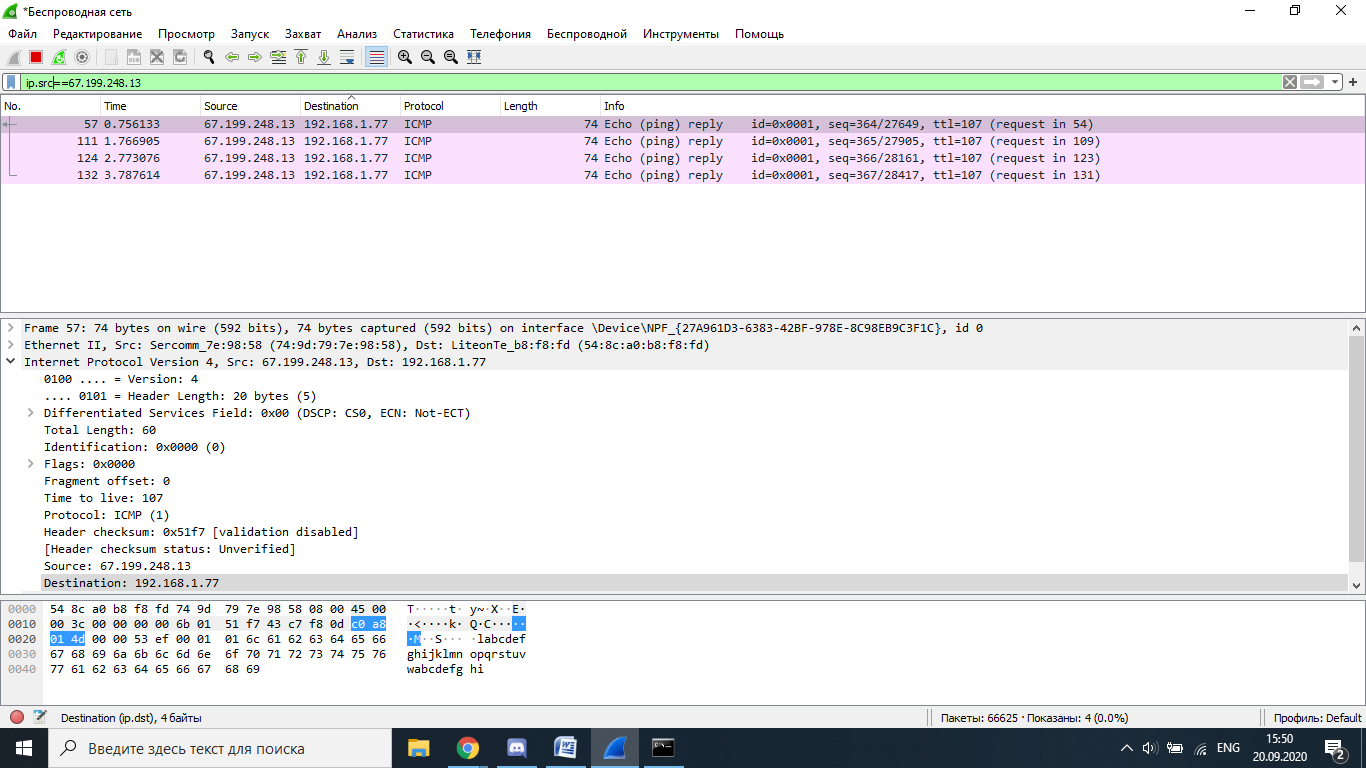 *Беспроводная сеть
Файл Редактирование Просмотр Запуск Захват Анализ Статистика Телефония Беспроводной Инструменты Помощь
ip.src==67.199.248.13
No. Time Source Destination Protocol Length Info
57 0.756133 67.199.248.13 192.168.1.77 ICMP 74 Echo (ping) reply id=0x0001, seq=364/27649, ttl=107 (request in 54)
111 1.766905 67.199.248.13 192.168.1.77 ICMP 74 Echo (ping) reply id=0x0001, seq=365/27905, ttl=107 (request in 109)
124 2.773076 67.199.248.13 192.168.1.77 ICMP 74 Echo (ping) reply id=0x0001, seq=366/28161, ttl=107 (request in 123)
132 3.787614 67.199.248.13 192.168.1.77 ICMP 74 Echo (ping) reply id=0x0001, seq=367/28417, ttl=107 (request in 131)
Frame 57: 74 bytes on wire (592 bits), 74 bytes captured (592 bits) on interface \Device\NPF_{27A961D3-6383-42BF-978E-8C98EB9C3F1C}, id 0
Ethernet II, Src: Sercomm_7e:98:58 (74:9d:79:7e:98:58), Dst: LiteonTe_b8:f8:fd (54:8c:a0:b8:f8:fd)
Internet Protocol Version 4, Src: 67.199.248.13, Dst: 192.168.1.77
0100 .... = Version: 4
.... 0101 = Header Length: 20 bytes (5)
Differentiated Services Field: 0x00 (DSCP: CS0, ECN: Not-ECT)
Total Length: 60
Identification: 0x0000 (0)
Flags: 0x0000
Fragment offset: 0
Time to live: 107
Protocol: ICMP (1)
Header checksum: 0x51f7 [validation disabled]
[Header checksum status: Unverified]
Source: 67.199.248.13
Destination: 192.168.1.77
0000 54 8c a0 b8 f8 fd 74 9d 79 7e 98 58 08 00 45 00 T·····t· y~·X··E·
0010 00 3c 00 00 00 00 6b 01 51 f7 43 c7 f8 0d c0 a8 ·<····k· Q·C·····
0020 01 4d 00 00 53 ef 00 01 01 6c 61 62 63 64 65 66 ·M··S··· ·labcdef
0030 67 68 69 6a 6b 6c 6d 6e 6f 70 71 72 73 74 75 76 ghijklmn opqrstuv
0040 77 61 62 63 64 65 66 67 68 69 wabcdefg hi
Destination (ip.dst), 4 байты Пакеты: 66625 · Показаны: 4 (0.0%) Профиль: Default
Введите здесь текст для поиска
ENG
15:50
20.09.2020
2